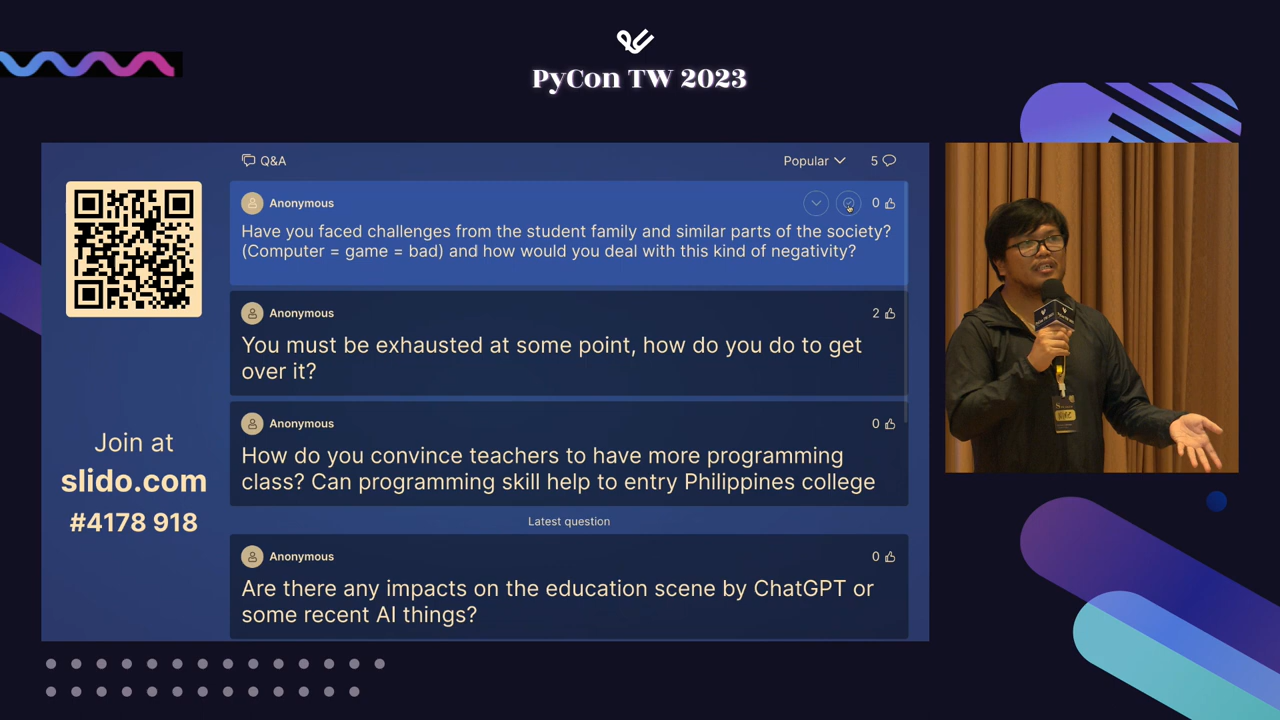 PyCon TW 2023
Q&A
Popular
5
Anonymous
0
Have you faced challenges from the student family and similar parts of the society?
(Computer = game = bad) and how would you deal with this kind of negativity?
Anonymous
2
You must be exhausted at some point, how do you do to get
over it?
Anonymous
0
How do you convince teachers to have more programming
class? Can programming skill help to entry Philippines college
Latest question
Anonymous
0
Are there any impacts on the education scene by ChatGPT or
some recent AI things?
Join at
slido.com
#4178 918